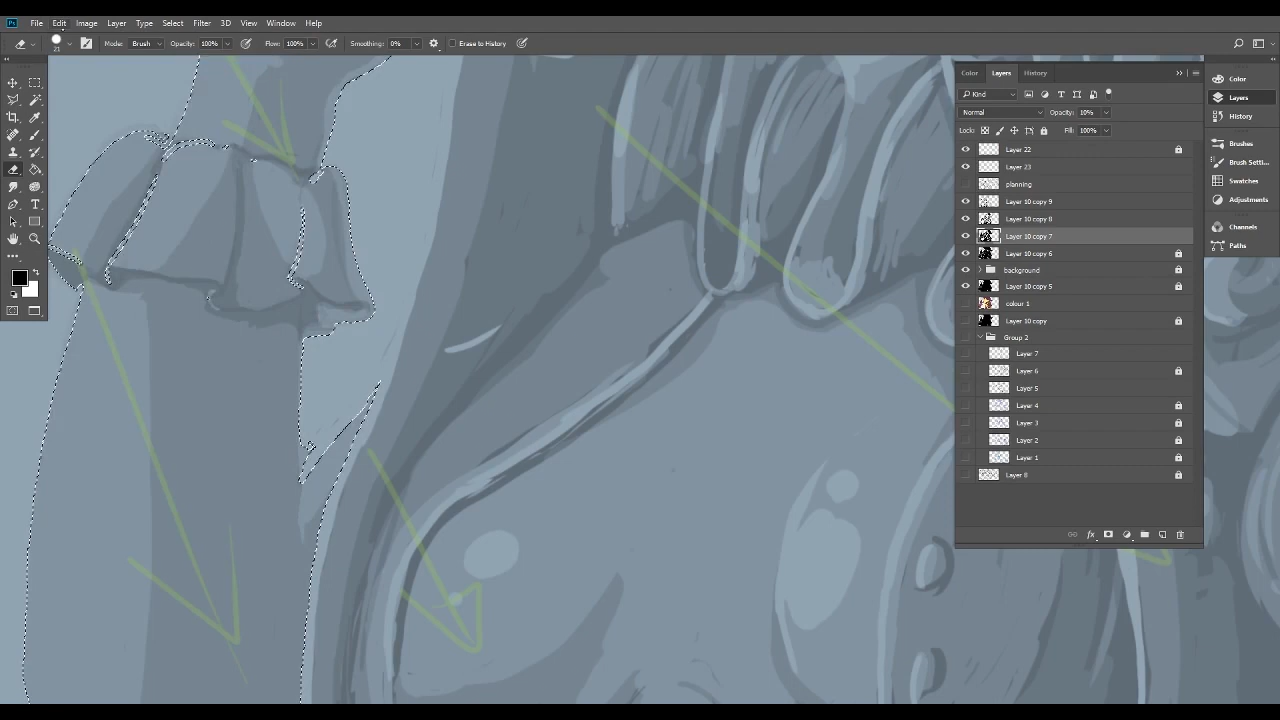 Ps File Edit Image Layer Type Select Filter 3D View Window Help
21 Mode: Brush Opacity: 100% Flow: 100% Smoothing: 0% Erase to History
Color Layers History
Kind
Normal Opacity: 10%
Lock: Fill: 100%
Layer 22
Layer 23
planning
Layer 10 copy 9
Layer 10 copy 8
Layer 10 copy 7
Layer 10 copy 6
background
Layer 10 copy 5
colour 1
Layer 10 copy
Group 2
Layer 7
Layer 6
Layer 5
Layer 4
Layer 3
Layer 2
Layer 1
Layer 8
fx
Color
Layers
History
Brushes
Brush Setti...
Swatches
Adjustments
Channels
Paths